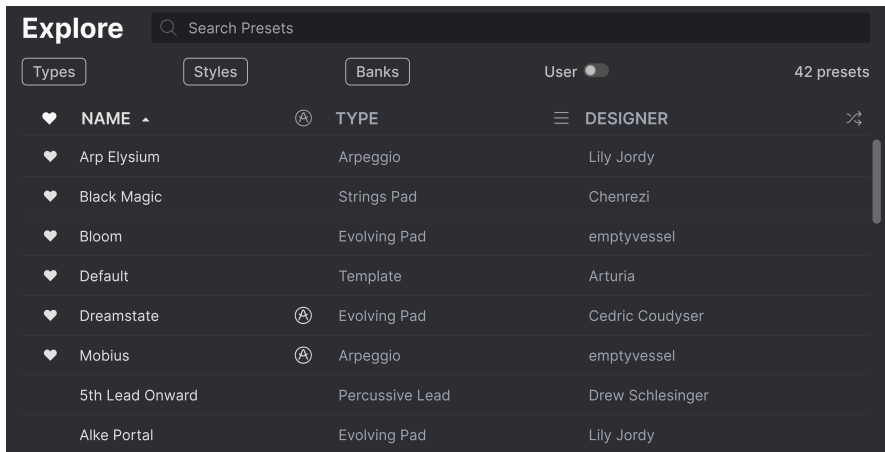 Explore Search Presets
Types Styles Banks User 42 presets
NAME TYPE DESIGNER
Arp Elysium Arpeggio Lily Jordy
Black Magic Strings Pad Chenrezi
Bloom Evolving Pad emptyvessel
Default Template Arturia
Dreamstate Evolving Pad Cedric Coudyser
Mobius Arpeggio emptyvessel
5th Lead Onward Percussive Lead Drew Schlesinger
Alke Portal Evolving Pad Lily Jordy